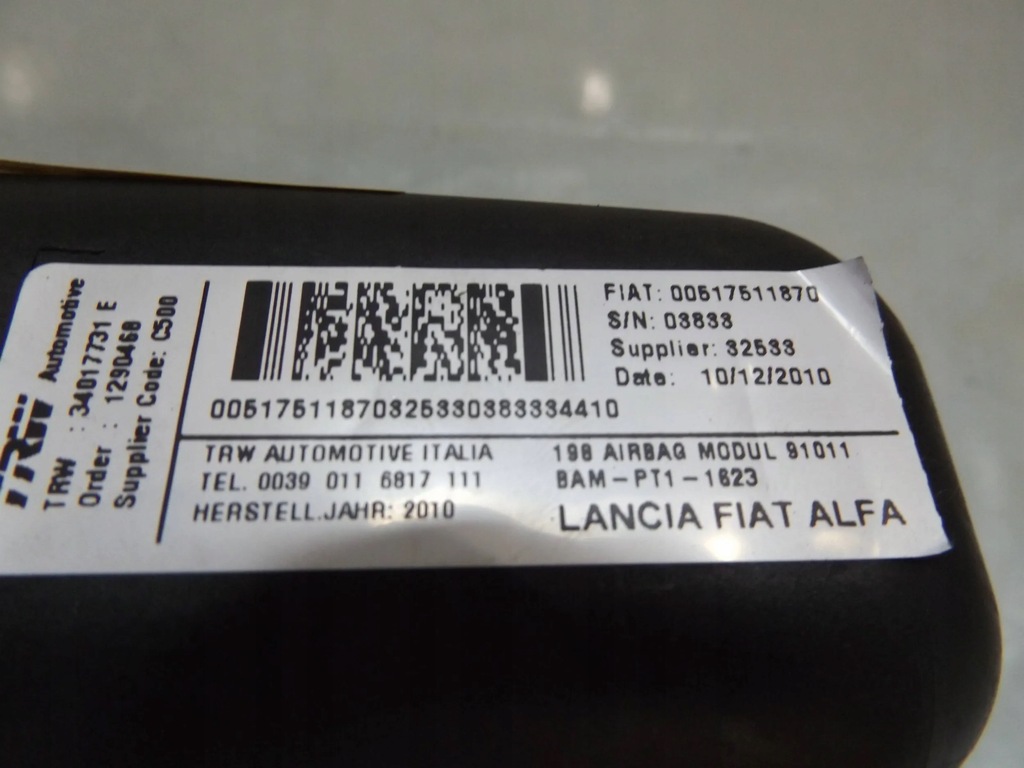 TRW Automotive
TRW : 34017731 E
Order : 1290468
Supplier Code: C500
FIAT: 00517511870
S/N: 03833
Supplier: 32533
Date: 10/12/2010
00517511870325330383334410
TRW AUTOMOTIVE ITALIA
TEL. 0039 011 6817 111
HERSTELL.JAHR: 2010
198 AIRBAG MODUL 91011
BAM-PT1-1623
LANCIA FIAT ALFA